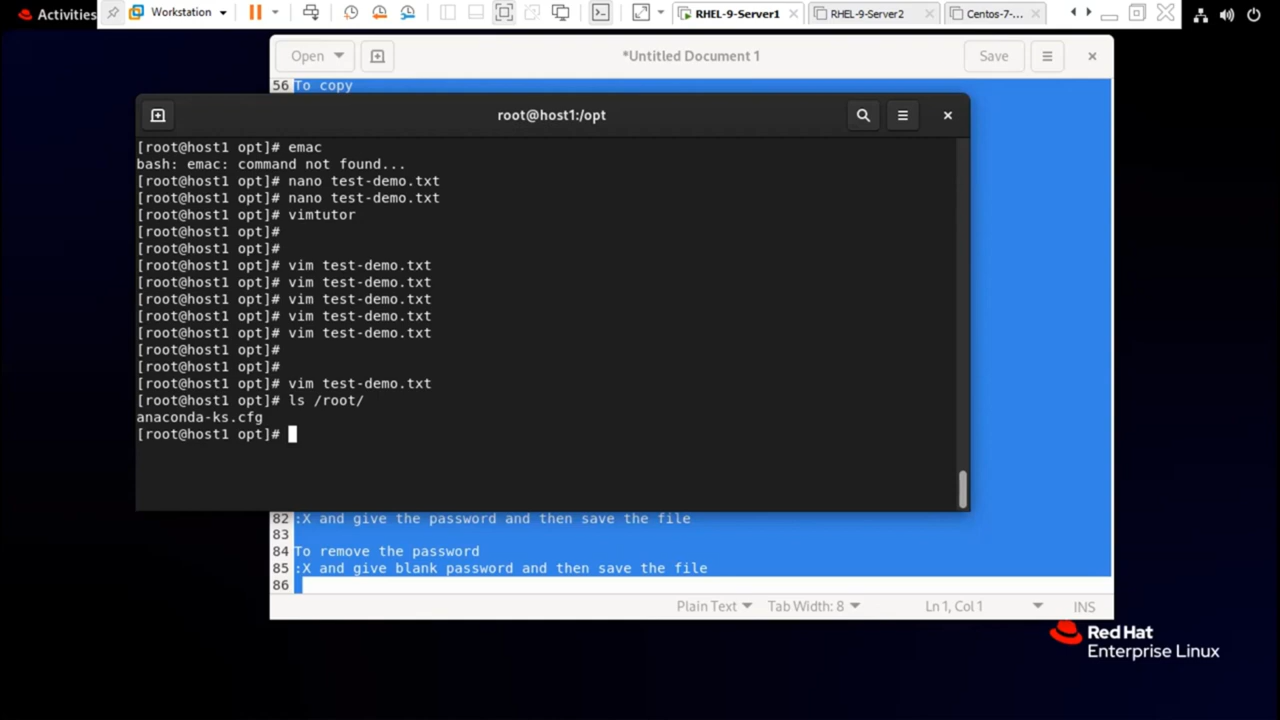 Activities
Workstation
RHEL-9-Server1
RHEL-9-Server2
Centos-7-...
Open
*Untitled Document 1
Save
56 To copy
root@host1:/opt
[root@host1 opt]# emac
bash: emac: command not found...
[root@host1 opt]# nano test-demo.txt
[root@host1 opt]# nano test-demo.txt
[root@host1 opt]# vimtutor
[root@host1 opt]#
[root@host1 opt]#
[root@host1 opt]# vim test-demo.txt
[root@host1 opt]# vim test-demo.txt
[root@host1 opt]# vim test-demo.txt
[root@host1 opt]# vim test-demo.txt
[root@host1 opt]# vim test-demo.txt
[root@host1 opt]#
[root@host1 opt]#
[root@host1 opt]# vim test-demo.txt
[root@host1 opt]# ls /root/
anaconda-ks.cfg
[root@host1 opt]#
82 :X and give the password and then save the file
83
84 To remove the password
85 :X and give blank password and then save the file
86
Plain Text
Tab Width: 8
Ln 1, Col 1
INS
Red Hat
Enterprise Linux